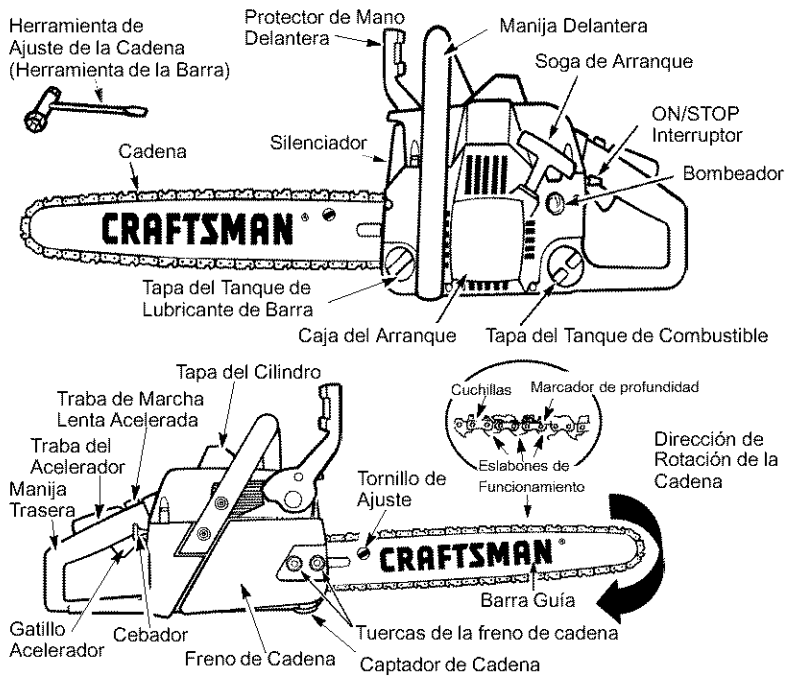 Herramienta de
Ajuste de la Cadena
(Herramienta de la Barra)
Protector de Mano
Delantera
Manija Delantera
Soga de Arranque
ON/STOP
Interruptor
Bombeador
Silenciador
Cadena
CRAFTSMAN®
Tapa del Tanque de
Lubricante de Barra
Caja del Arranque
Tapa del Tanque de Combustible
Tapa del Cilindro
Traba de Marcha
Lenta Acelerada
Traba del
Acelerador
Manija
Trasera
Cuchillas
Marcador de profundidad
Eslabones de
Funcionamiento
Dirección de
Rotación de la
Cadena
Tornillo de
Ajuste
CRAFTSMAN®
Barra Guía
Gatillo
Acelerador
Cebador
Freno de Cadena
Tuercas de la freno de cadena
Captador de Cadena